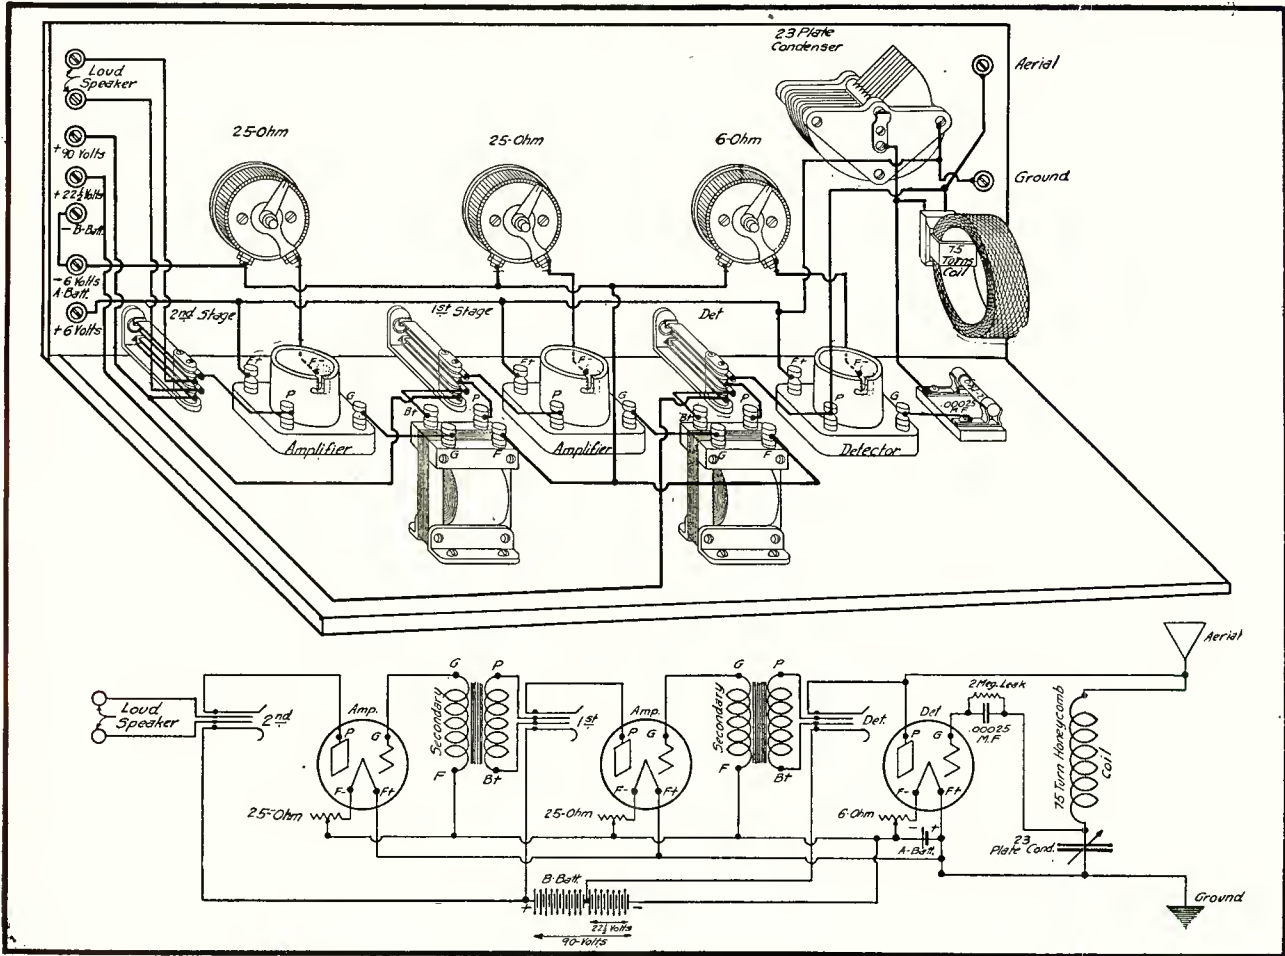 23 Plate
Condenser
Aerial
Loud
Speaker
25-Ohm
25-Ohm
6-Ohm
+90 Volts
+22½ Volts
Ground
- B-Batt.
75
Turns
Coil
- 6 Volts
A-Batt.
+6 Volts
2nd Stage
1st Stage
Det
F-
F-
F-
F+
F+
F+
P
G
B+
P
P
G
B+
P
P
G
.00025
M.F.
Amplifier
G
F
Amplifier
G
F
Detector
Aerial
Loud
Speaker
2nd
Amp.
P
G
F-
F+
25-Ohm
G
P
Secondary
F
B+
1st
Amp.
P
G
F-
F+
25-Ohm
G
P
Secondary
F
B+
Det.
Det
P
G
F-
F+
6-Ohm
2 Meg. Leak
.00025
M.F
75 Turn Honeycomb
Coil
- +
A-Batt.
23
Plate Cond.
B-Batt.
+ -
22½ Volts
90-Volts
Ground